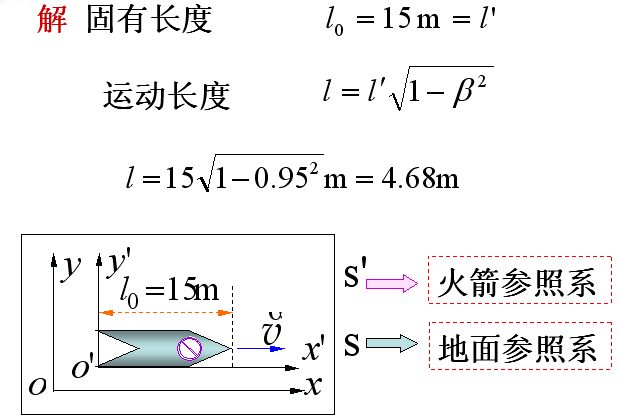 解 固有长度 l₀ = 15 m = l'
运动长度 l = l'√(1 − β²)
l = 15√(1 − 0.95²) m = 4.68m
y y'
l₀ = 15m
v
o' x'
o x
s' 火箭参照系
s 地面参照系